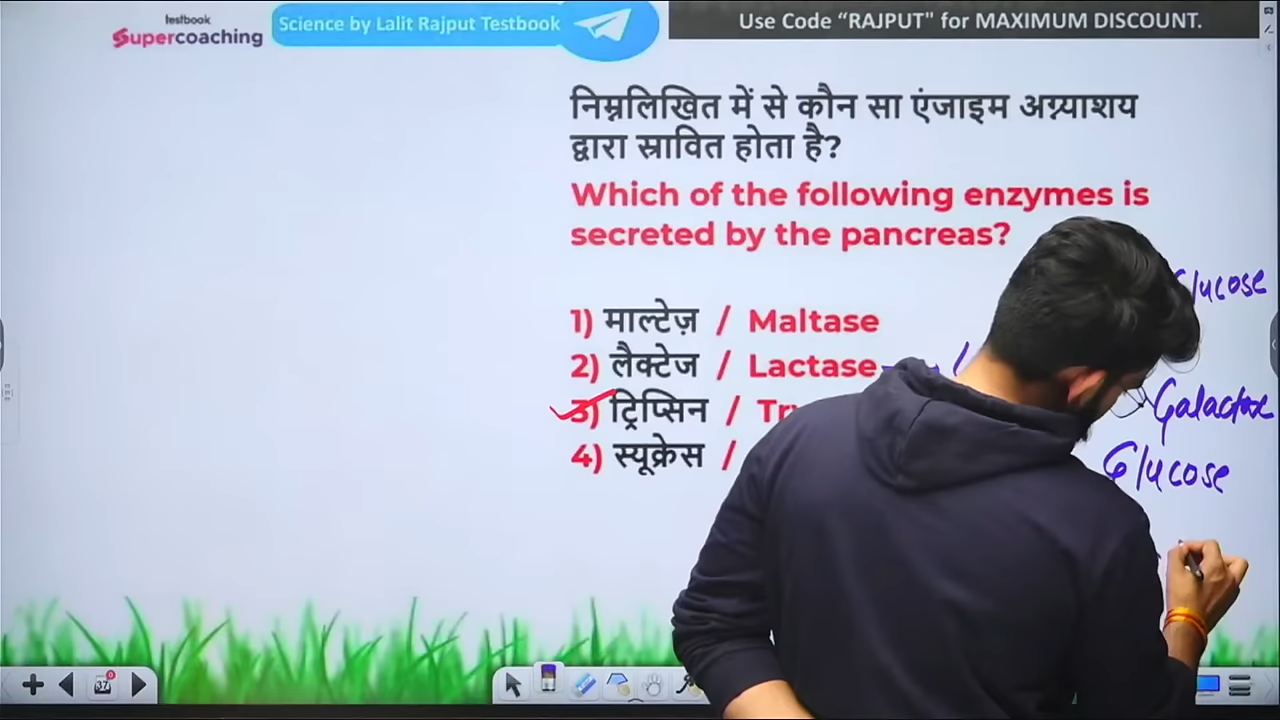 testbook
Supercoaching
Science by Lalit Rajput Testbook
Use Code “RAJPUT" for MAXIMUM DISCOUNT.
निम्नलिखित में से कौन सा एंजाइम अग्न्याशय
द्वारा स्रावित होता है?
Which of the following enzymes is
secreted by the pancreas?
Glucose
1) माल्टेज़ / Maltase
2) लैक्टेज / Lactase
3) ट्रिप्सिन /
Galactose
4) स्यूक्रेस /
Glucose
37